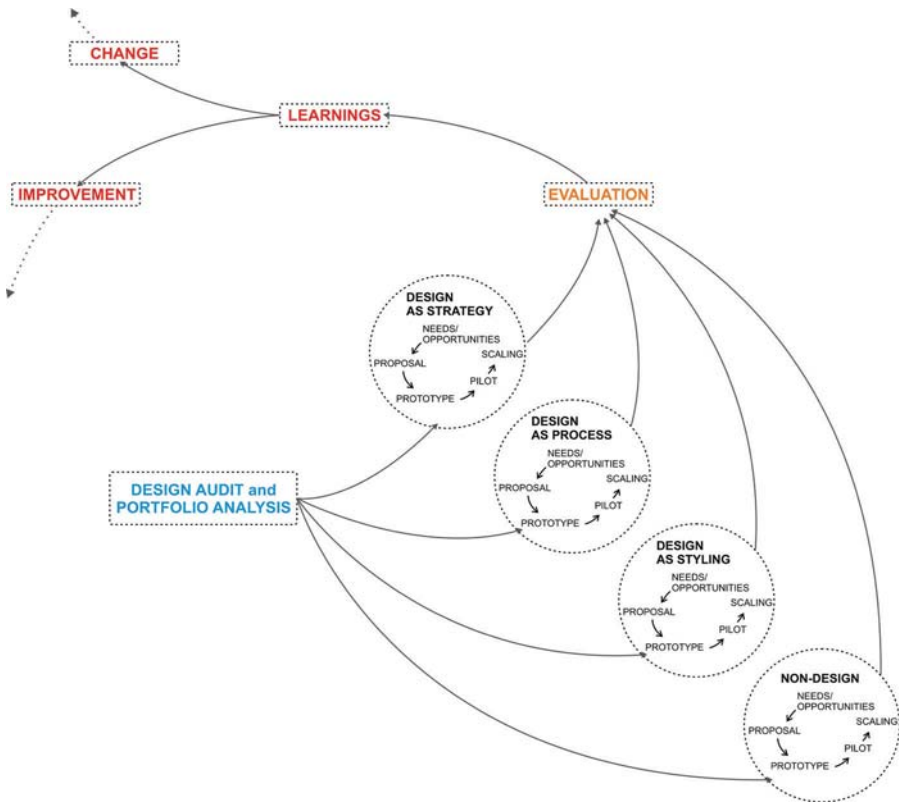 CHANGE
LEARNINGS
IMPROVEMENT
EVALUATION
DESIGN
AS STRATEGY
NEEDS/
OPPORTUNITIES
PROPOSAL
PROTOTYPE
PILOT
SCALING
DESIGN
AS PROCESS
NEEDS/
OPPORTUNITIES
PROPOSAL
PROTOTYPE
PILOT
SCALING
DESIGN AUDIT and
PORTFOLIO ANALYSIS
DESIGN
AS STYLING
NEEDS/
OPPORTUNITIES
PROPOSAL
PROTOTYPE
PILOT
SCALING
NON-DESIGN
NEEDS/
OPPORTUNITIES
PROPOSAL
PROTOTYPE
PILOT
SCALING